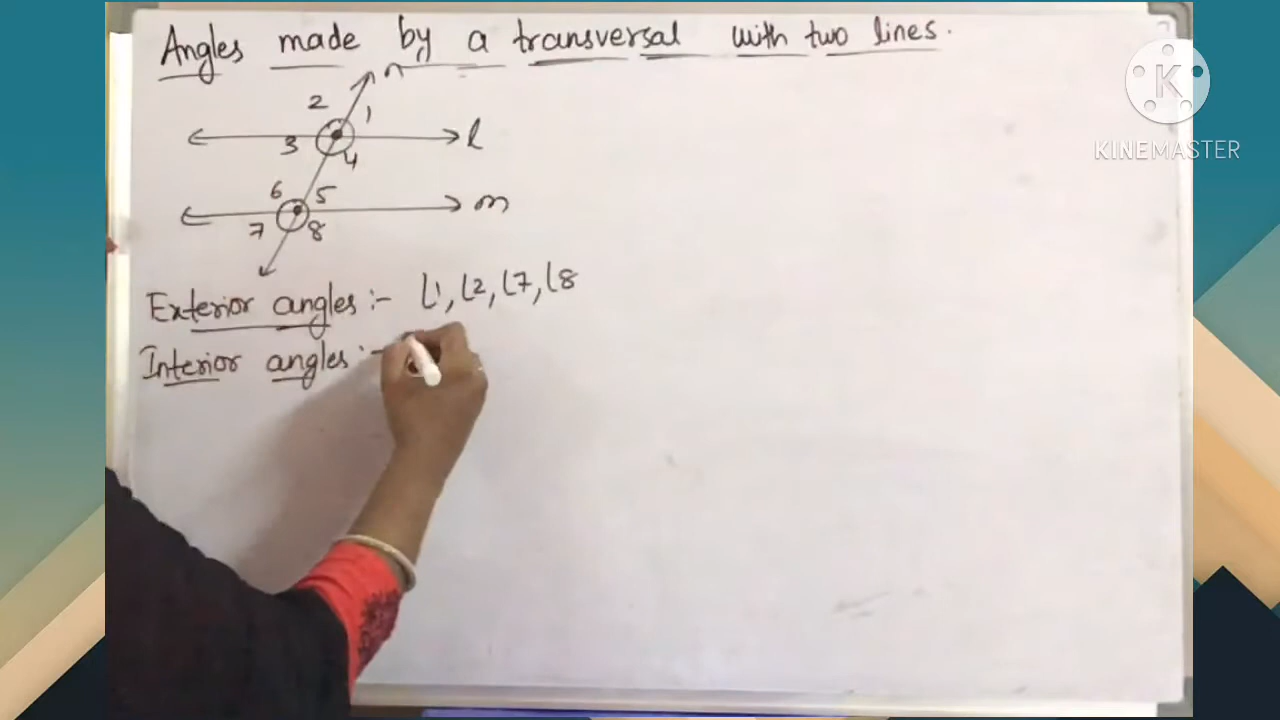 Angles made by a transversal with two lines.
n
2 1
3 4
l
6 5
7 8
m
Exterior angles :- ∠1, ∠2, ∠7, ∠8
Interior angles :-
K
KINEMASTER